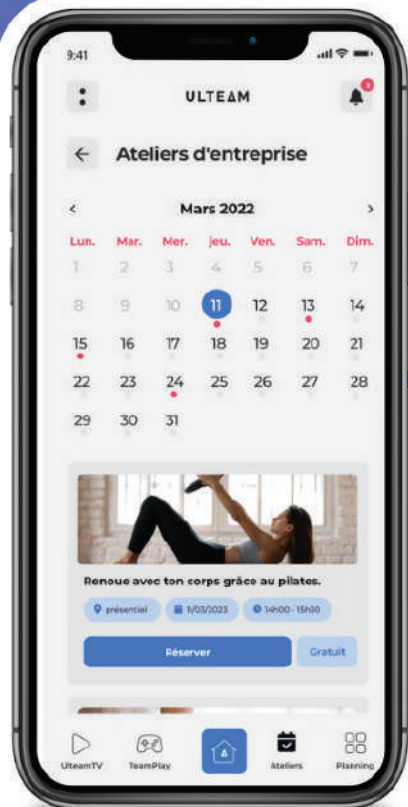 9:41
ULTEAM
3
Ateliers d'entreprise
Mars 2022
Lun. Mar. Mer. jeu. Ven. Sam. Dim.
1 2 3 4 5 6 7
8 9 10 11 12 13 14
15 16 17 18 19 20 21
22 23 24 25 26 27 28
29 30 31
Renoue avec ton corps grâce au pilates.
présentiel 11/03/2023 14h00 - 15h30
Réserver Gratuit
UteamTV TeamPlay Ateliers Planning